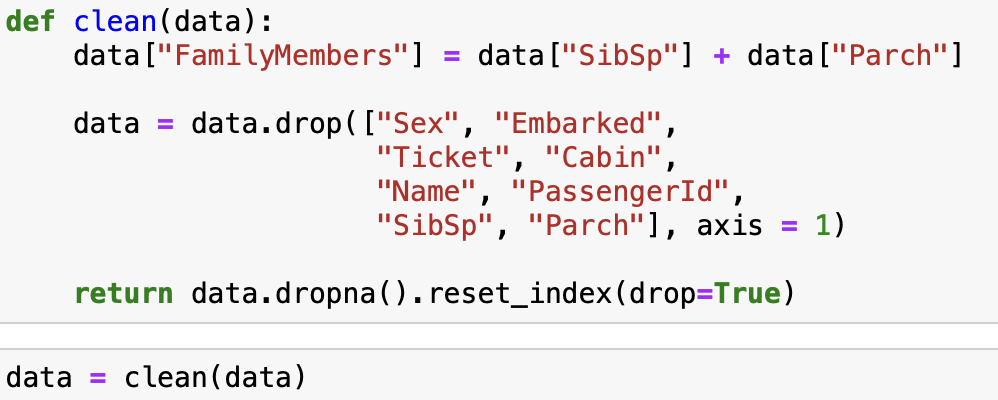 def clean(data):
    data["FamilyMembers"] = data["SibSp"] + data["Parch"]

    data = data.drop(["Sex", "Embarked",
                      "Ticket", "Cabin",
                      "Name", "PassengerId",
                      "SibSp", "Parch"], axis = 1)

    return data.dropna().reset_index(drop=True)

data = clean(data)